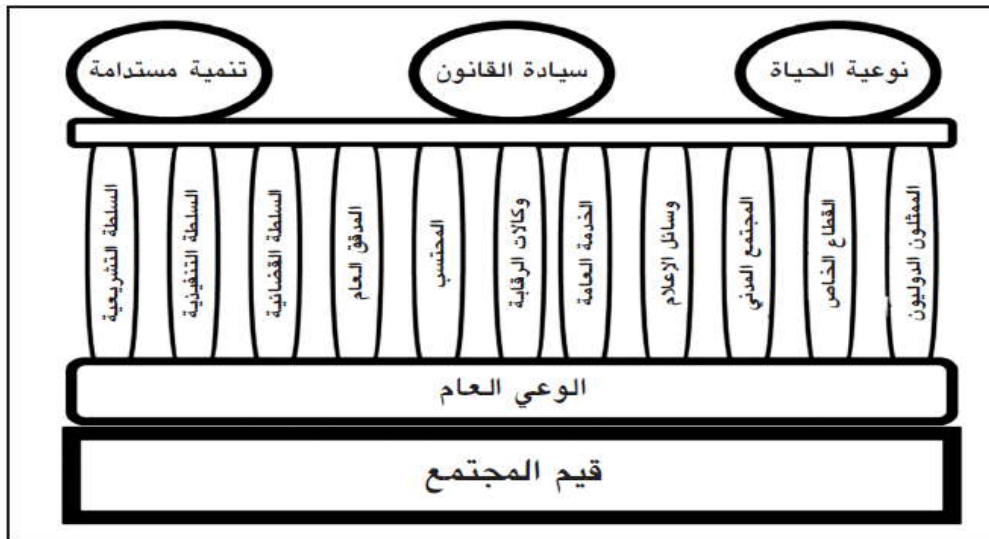 نوعية الحياة
سيادة القانون
تنمية مستدامة
الممثلون الدوليون
القطاع الخاص
المجتمع المدني
وسائل الإعلام
الخدمة العامة
وكالات الرقابة
المحتسب
المدقق العام
السلطة القضائية
السلطة التنفيذية
السلطة التشريعية
الوعي العام
قيم المجتمع